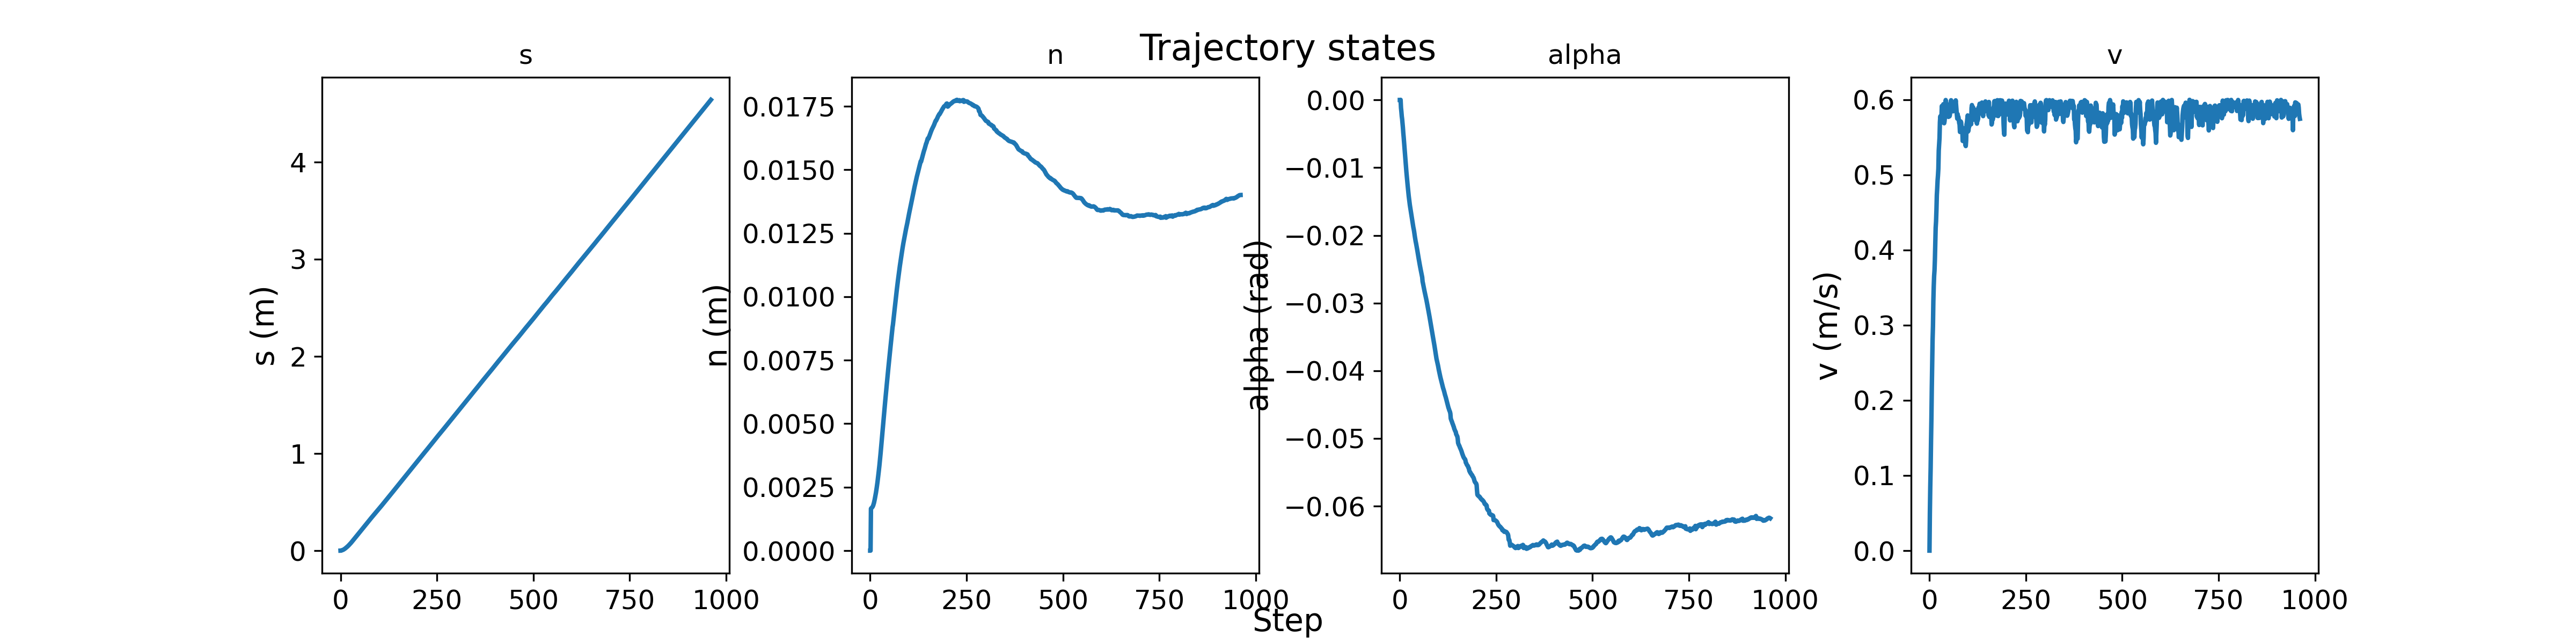 Trajectory states
s
s (m)
4
3
2
1
0
0 250 500 750 1000
n
n (m)
0.0175
0.0150
0.0125
0.0100
0.0075
0.0050
0.0025
0.0000
0 250 500 750 1000
alpha
alpha (rad)
0.00
−0.01
−0.02
−0.03
−0.04
−0.05
−0.06
0 250 500 750 1000
v
v (m/s)
0.6
0.5
0.4
0.3
0.2
0.1
0.0
0 250 500 750 1000
Step